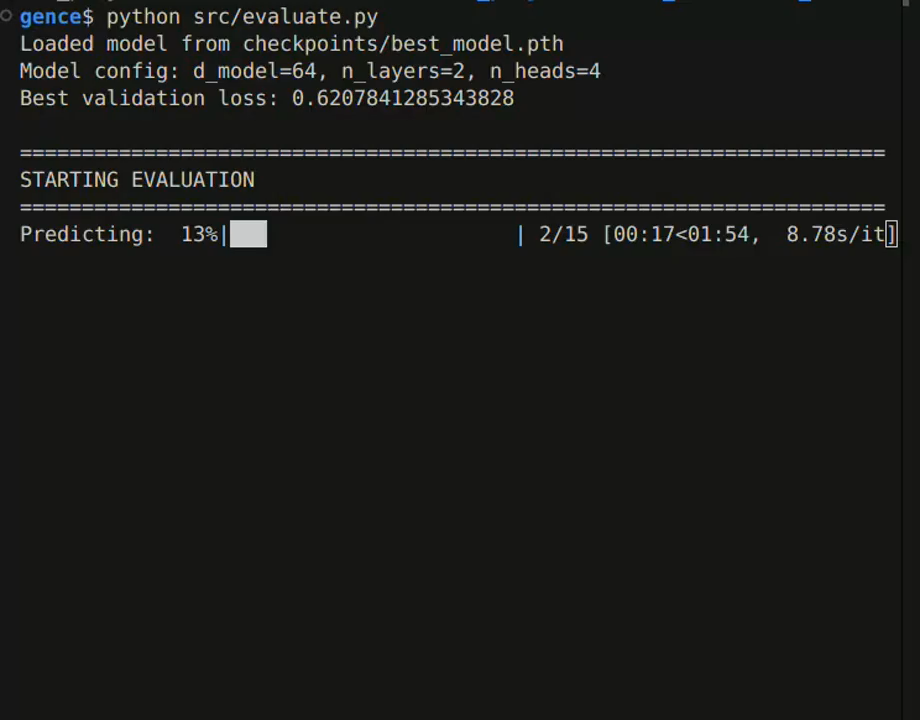 gence$ python src/evaluate.py
Loaded model from checkpoints/best_model.pth
Model config: d_model=64, n_layers=2, n_heads=4
Best validation loss: 0.6207841285343828
======================================================================
STARTING EVALUATION
======================================================================
Predicting:  13%|███                    | 2/15 [00:17<01:54,  8.78s/it]